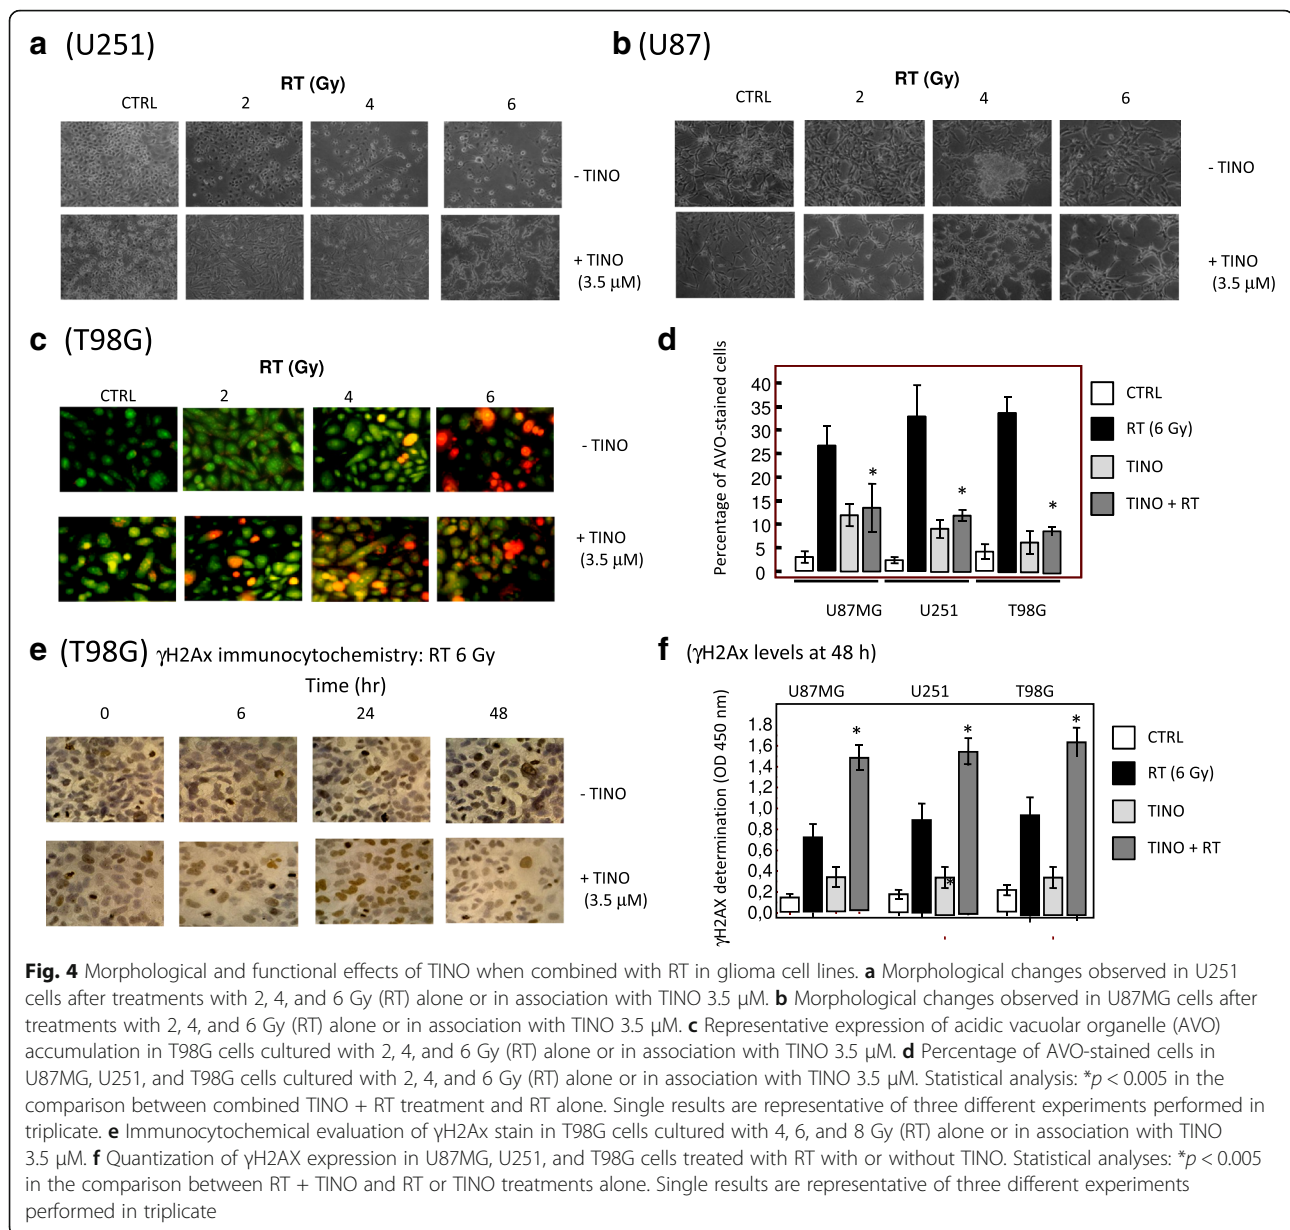 a (U251)
RT (Gy)
CTRL 2 4 6
- TINO
+ TINO
(3.5 µM)
b (U87)
RT (Gy)
CTRL 2 4 6
- TINO
+ TINO
(3.5 µM)
c (T98G)
RT (Gy)
CTRL 2 4 6
- TINO
+ TINO
(3.5 µM)
d
Percentage of AVO-stained cells
40
35
30
25
20
15
10
5
0
* * *
U87MG U251 T98G
CTRL
RT (6 Gy)
TINO
TINO + RT
e (T98G) γH2Ax immunocytochemistry: RT 6 Gy
Time (hr)
0 6 24 48
- TINO
+ TINO
(3.5 µM)
f (γH2Ax levels at 48 h)
U87MG U251 T98G
γH2AX determination (OD 450 nm)
1.8
1,6
1,4
1,2
1,0
0,8
0,6
0,4
0,2
0,0
* * *
*
CTRL
RT (6 Gy)
TINO
TINO + RT
Fig. 4 Morphological and functional effects of TINO when combined with RT in glioma cell lines. a Morphological changes observed in U251
cells after treatments with 2, 4, and 6 Gy (RT) alone or in association with TINO 3.5 µM. b Morphological changes observed in U87MG cells after
treatments with 2, 4, and 6 Gy (RT) alone or in association with TINO 3.5 µM. c Representative expression of acidic vacuolar organelle (AVO)
accumulation in T98G cells cultured with 2, 4, and 6 Gy (RT) alone or in association with TINO 3.5 µM. d Percentage of AVO-stained cells in
U87MG, U251, and T98G cells cultured with 2, 4, and 6 Gy (RT) alone or in association with TINO 3.5 µM. Statistical analysis: *p < 0.005 in the
comparison between combined TINO + RT treatment and RT alone. Single results are representative of three different experiments performed in
triplicate. e Immunocytochemical evaluation of γH2Ax stain in T98G cells cultured with 4, 6, and 8 Gy (RT) alone or in association with TINO
3.5 µM. f Quantization of γH2AX expression in U87MG, U251, and T98G cells treated with RT with or without TINO. Statistical analyses: *p < 0.005
in the comparison between RT + TINO and RT or TINO treatments alone. Single results are representative of three different experiments
performed in triplicate